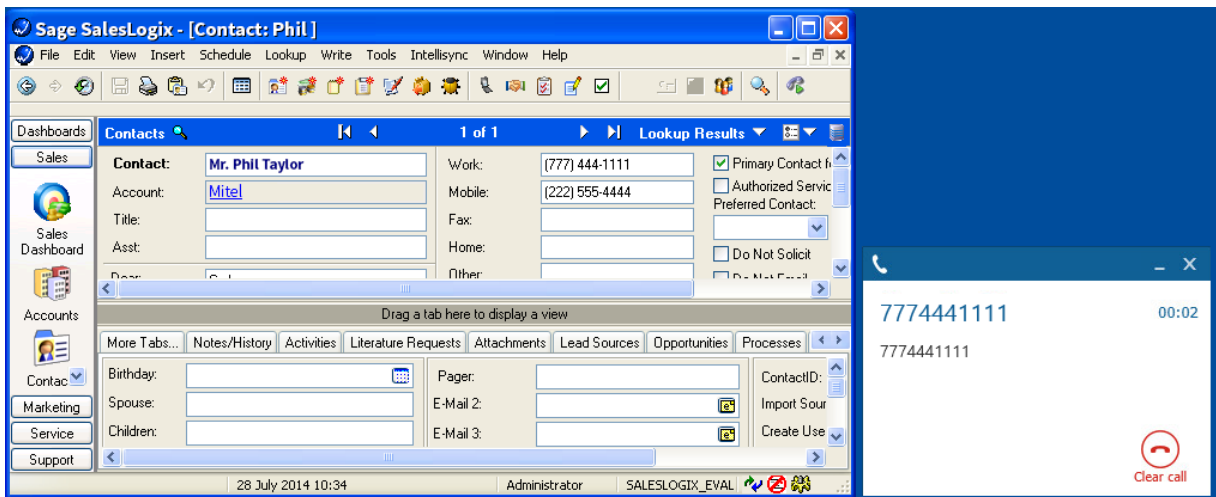 Sage SalesLogix - [Contact: Phil ]
File Edit View Insert Schedule Lookup Write Tools Intellisync Window Help
Dashboards
Sales
Sales
Dashboard
Accounts
Contac
Marketing
Service
Support
Contacts 1 of 1 Lookup Results
Contact: Mr. Phil Taylor
Account: Mitel
Title:
Asst:
Work: (777) 444-1111
Mobile: (222) 555-4444
Fax:
Home:
Other:
Primary Contact f
Authorized Servic
Preferred Contact:
Do Not Solicit
Drag a tab here to display a view
More Tabs... Notes/History Activities Literature Requests Attachments Lead Sources Opportunities Processes
Birthday:
Spouse:
Children:
Pager:
E-Mail 2:
E-Mail 3:
ContactID:
Import Sour
Create Use
28 July 2014 10:34 Administrator SALESLOGIX_EVAL
7774441111 00:02
7774441111
Clear call